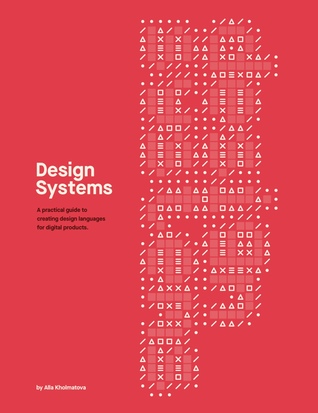 Design
Systems
A practical guide to
creating design languages
for digital products.
by Alla Kholmatova